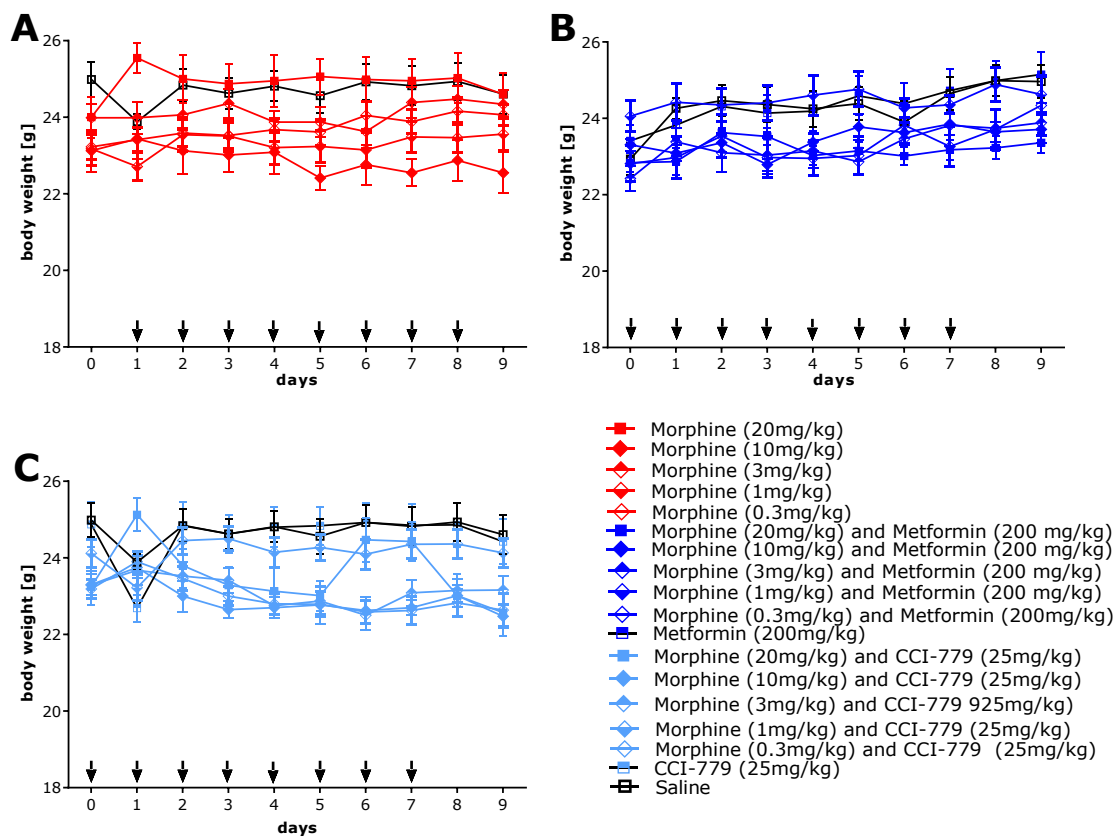 A
26
24
22
20
18
body weight [g]
0 1 2 3 4 5 6 7 8 9
days
B
26
24
22
20
18
body weight [g]
0 1 2 3 4 5 6 7 8 9
days
C
26
24
22
20
18
body weight [g]
0 1 2 3 4 5 6 7 8 9
days
Morphine (20mg/kg)
Morphine (10mg/kg)
Morphine (3mg/kg)
Morphine (1mg/kg)
Morphine (0.3mg/kg)
Morphine (20mg/kg) and Metformin (200 mg/kg)
Morphine (10mg/kg) and Metformin (200 mg/kg)
Morphine (3mg/kg) and Metformin (200 mg/kg)
Morphine (1mg/kg) and Metformin (200 mg/kg)
Morphine (0.3mg/kg) and Metformin (200mg/kg)
Metformin (200mg/kg)
Morphine (20mg/kg) and CCI-779 (25mg/kg)
Morphine (10mg/kg) and CCI-779 (25mg/kg)
Morphine (3mg/kg) and CCI-779 925mg/kg)
Morphine (1mg/kg) and CCI-779 (25mg/kg)
Morphine (0.3mg/kg) and CCI-779 (25mg/kg)
CCI-779 (25mg/kg)
Saline